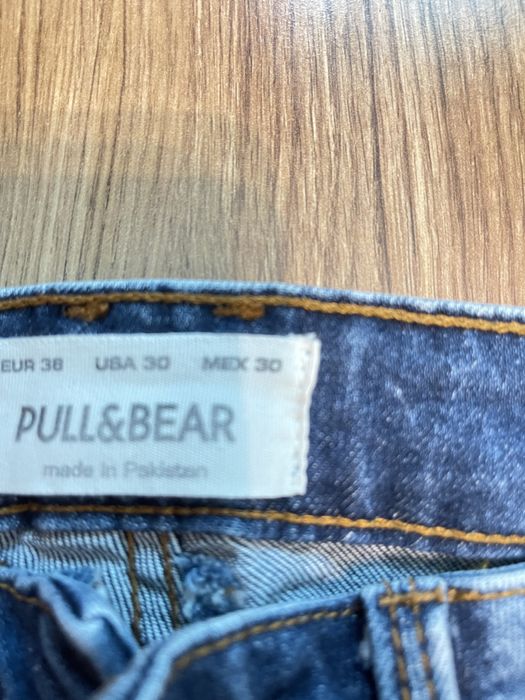 EUR 38 USA 30 MEX 30
PULL&BEAR
made in Pakistan